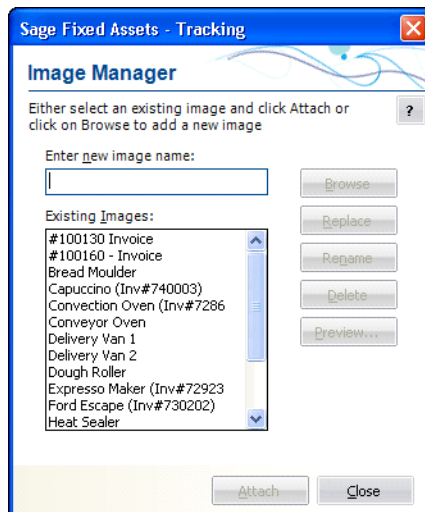 Sage Fixed Assets - Tracking
Image Manager
Either select an existing image and click Attach or
click on Browse to add a new image
?
Enter new image name:
Browse
Existing Images:
Replace
#100130 Invoice
#100160 - Invoice
Rename
Bread Moulder
Capuccino (Inv#740003)
Delete
Convection Oven (Inv#7286
Conveyor Oven
Preview...
Delivery Van 1
Delivery Van 2
Dough Roller
Expresso Maker (Inv#72923
Ford Escape (Inv#730202)
Heat Sealer
Attach
Close